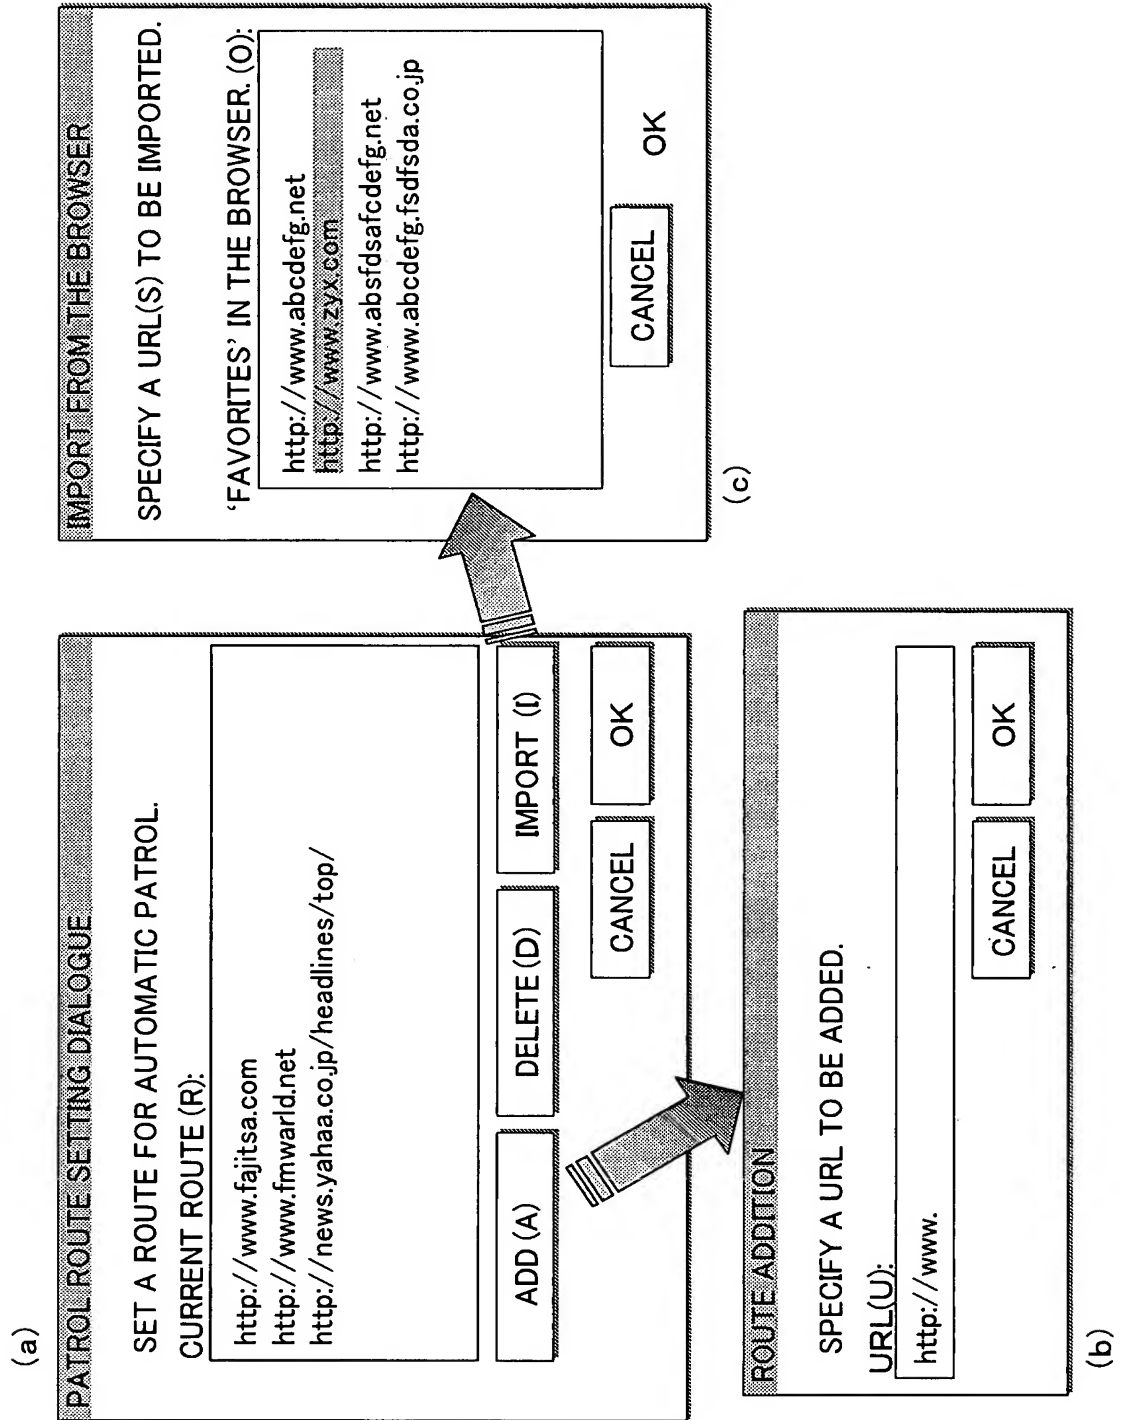 (a)
PATROL ROUTE SETTING DIALOGUE
SET A ROUTE FOR AUTOMATIC PATROL.
CURRENT ROUTE (R):
http://www.fajitsa.com
http://www.fmwarld.net
http://news.yahaa.co.jp/headlines/top/
ADD (A)
DELETE (D)
IMPORT (I)
CANCEL
OK
(b)
ROUTE ADDITION
SPECIFY A URL TO BE ADDED.
URL(U):
http://www.
CANCEL
OK
(c)
IMPORT FROM THE BROWSER
SPECIFY A URL(S) TO BE IMPORTED.
‘FAVORITES’ IN THE BROWSER. (O):
http://www.abcdefg.net
http://www.zyx.com
http://www.absfdsafcdefg.net
http://www.abcdefg.fsdfsda.co.jp
CANCEL
OK